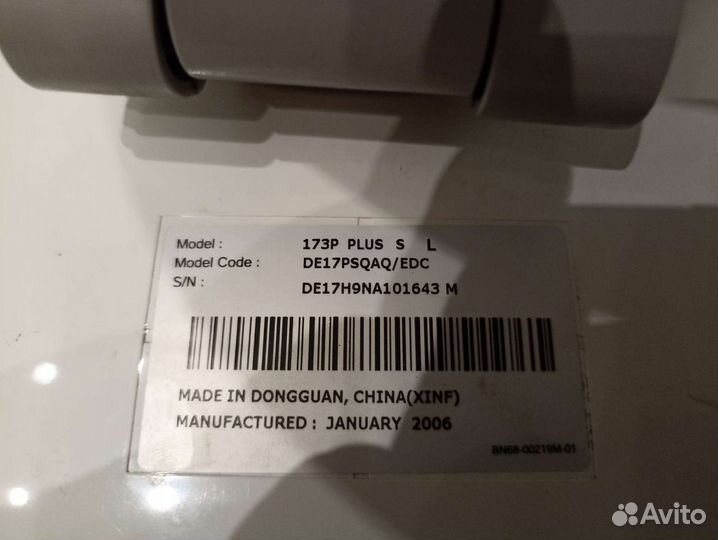 Model : 173P PLUS S L
Model Code : DE17PSQAQ/EDC
S/N : DE17H9NA101643 M
MADE IN DONGGUAN, CHINA(XINF)
MANUFACTURED : JANUARY 2006
BN68-00219M-01
Avito